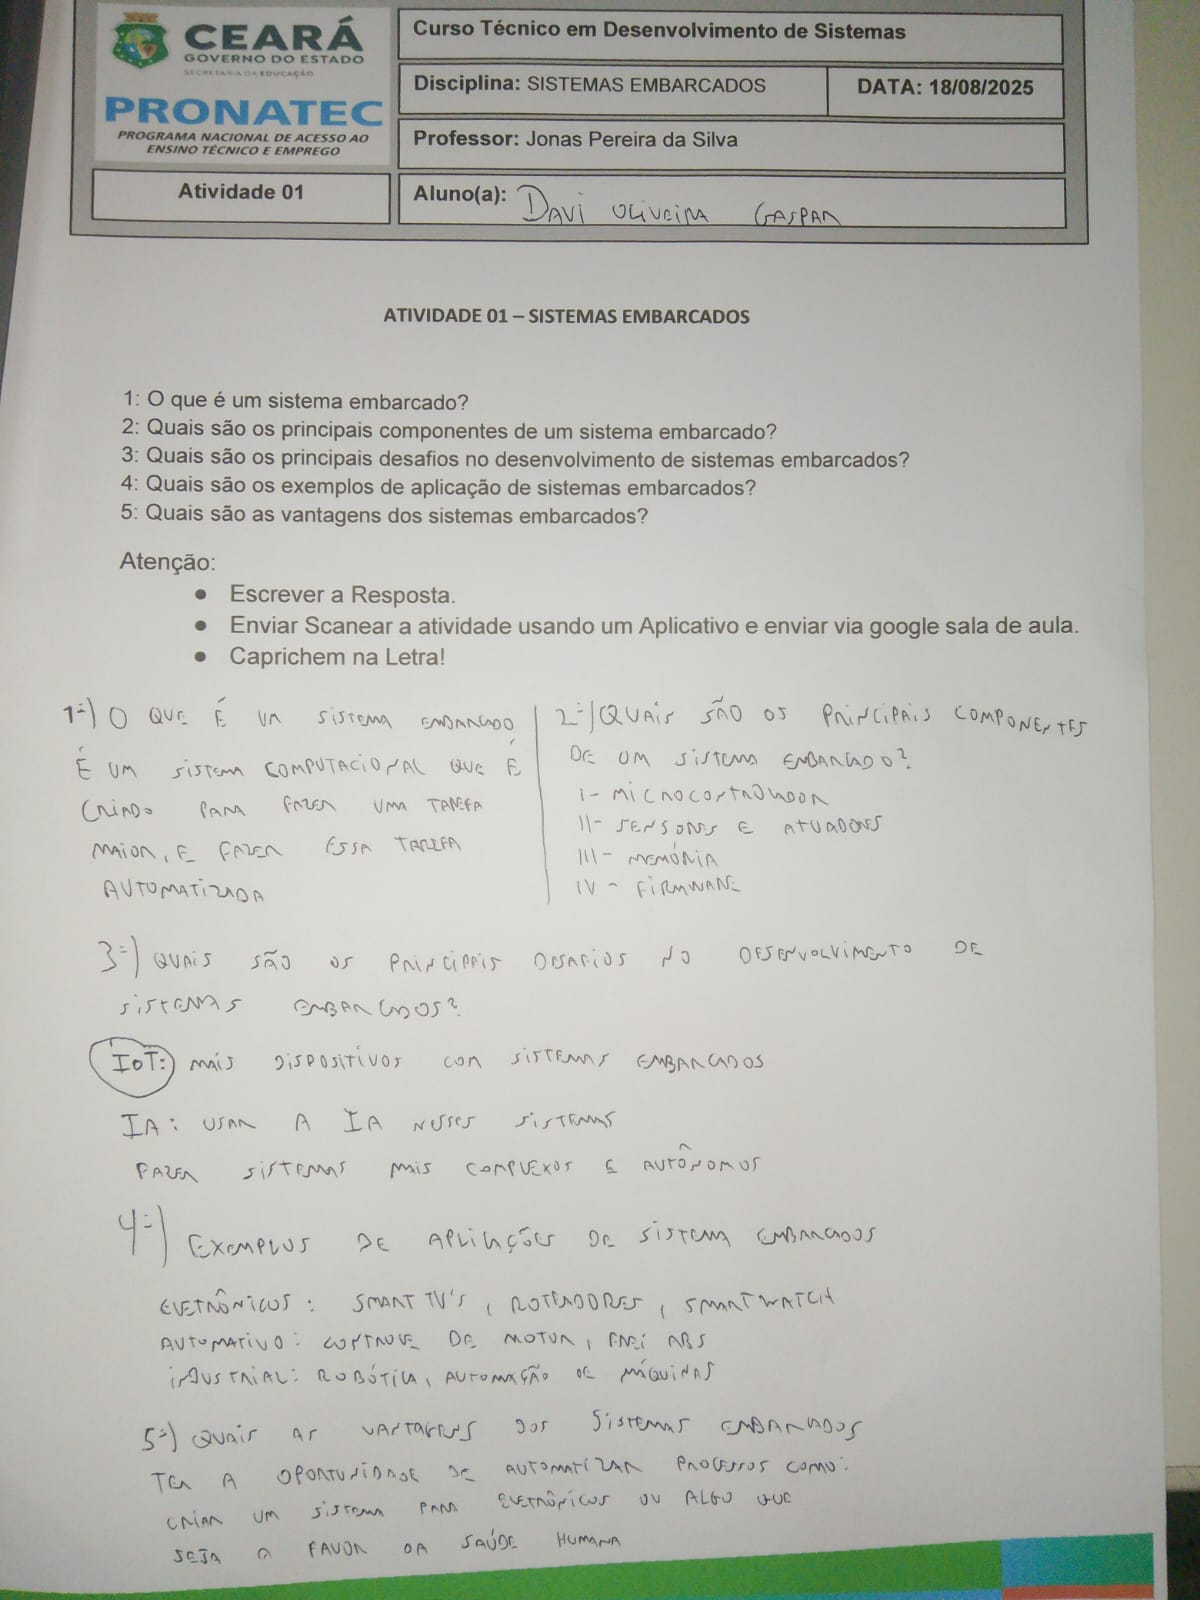 CEARÁ
GOVERNO DO ESTADO
SECRETARIA DA EDUCAÇÃO
PRONATEC
PROGRAMA NACIONAL DE ACESSO AO
ENSINO TÉCNICO E EMPREGO
Atividade 01
Curso Técnico em Desenvolvimento de Sistemas
Disciplina: SISTEMAS EMBARCADOS
DATA: 18/08/2025
Professor: Jonas Pereira da Silva
Aluno(a): DAVI OLIVEIRA GASPAR
ATIVIDADE 01 – SISTEMAS EMBARCADOS
1: O que é um sistema embarcado?
2: Quais são os principais componentes de um sistema embarcado?
3: Quais são os principais desafios no desenvolvimento de sistemas embarcados?
4: Quais são os exemplos de aplicação de sistemas embarcados?
5: Quais são as vantagens dos sistemas embarcados?
Atenção:
● Escrever a Resposta.
● Enviar Scanear a atividade usando um Aplicativo e enviar via google sala de aula.
● Caprichem na Letra!
1=) O QUE É UM SISTEMA EMBARCADO
É UM SISTEMA COMPUTACIONAL QUE É
CRIADO PARA FAZER UMA TAREFA
MAIOR, E FAZER ESSA TAREFA
AUTOMATIZADA
2=) QUAIS SÃO OS PRINCIPAIS COMPONENTES
DE UM SISTEMA EMBARCADO?
I- MICROCONTROLADOR
II- SENSORES E ATUADORES
III- MEMÓRIA
IV- FIRMWARE
3=) QUAIS SÃO OS PRINCIPAIS DESAFIOS NO DESENVOLVIMENTO DE
SISTEMAS EMBARCADOS?
IOT: MAIS DISPOSITIVOS COM SISTEMAS EMBARCADOS
IA: USAR A IA NESSES SISTEMAS
FAZER SISTEMAS MAIS COMPLEXOS E AUTÔNOMOS
4=) EXEMPLOS DE APLICAÇÕES DE SISTEMA EMBARCADOS
ELETRÔNICOS: SMART TV'S, ROTEADORES, SMARTWATCH
AUTOMATIVO: CONTROLE DE MOTOR, FREI ABS
INDUSTRIAL: ROBÓTICA, AUTOMAÇÃO DE MÁQUINAS
5=) QUAIS AS VANTAGENS DOS SISTEMAS EMBARCADOS
TER A OPORTUNIDADE DE AUTOMATIZAR PROCESSOS COMO:
CRIAR UM SISTEMA PARA ELETRÔNICOS OU ALGO QUE
SEJA A FAVOR DA SAÚDE HUMANA